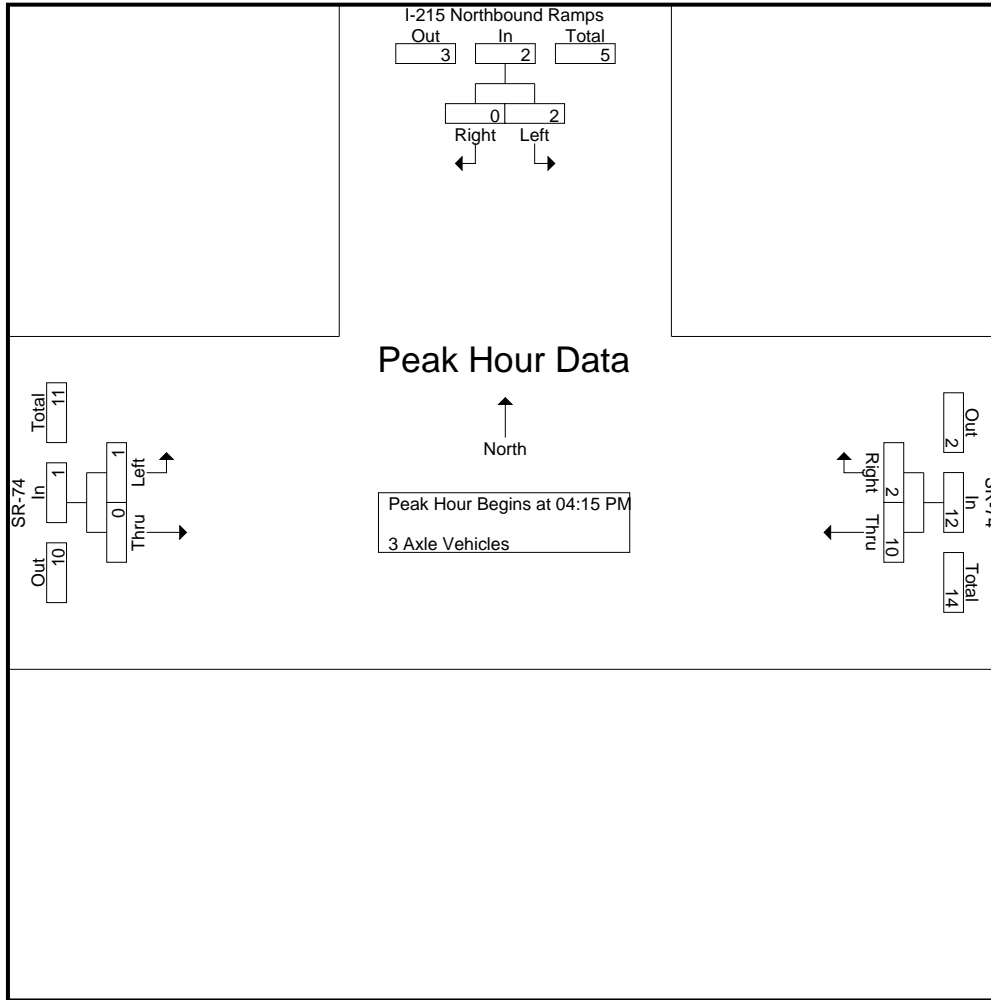 I-215 Northbound Ramps
Out In Total
3 2 5
0 2
Right Left
Peak Hour Data
North
Peak Hour Begins at 04:15 PM
3 Axle Vehicles
SR-74
Out In Total
10 1 11
0 1
Thru Left
SR-74
Out In Total
2 12 14
2 10
Right Thru